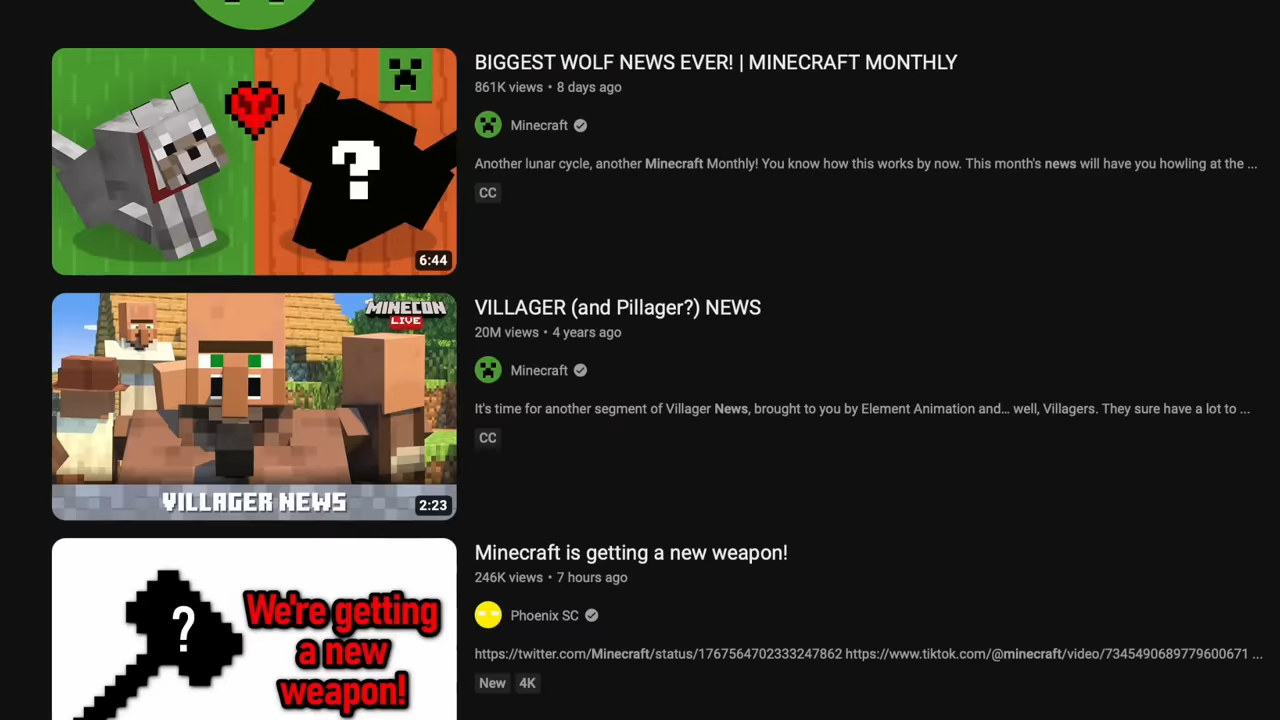 BIGGEST WOLF NEWS EVER! | MINECRAFT MONTHLY
861K views • 8 days ago
Minecraft
Another lunar cycle, another Minecraft Monthly! You know how this works by now. This month's news will have you howling at the ...
CC
?
6:44
VILLAGER (and Pillager?) NEWS
20M views • 4 years ago
Minecraft
It's time for another segment of Villager News, brought to you by Element Animation and... well, Villagers. They sure have a lot to ...
CC
MINECON
LIVE
VILLAGER NEWS
2:23
Minecraft is getting a new weapon!
246K views • 7 hours ago
Phoenix SC
https://twitter.com/Minecraft/status/1767564702333247862 https://www.tiktok.com/@minecraft/video/7345490689779600671 ...
New 4K
?
We're getting
a new
weapon!